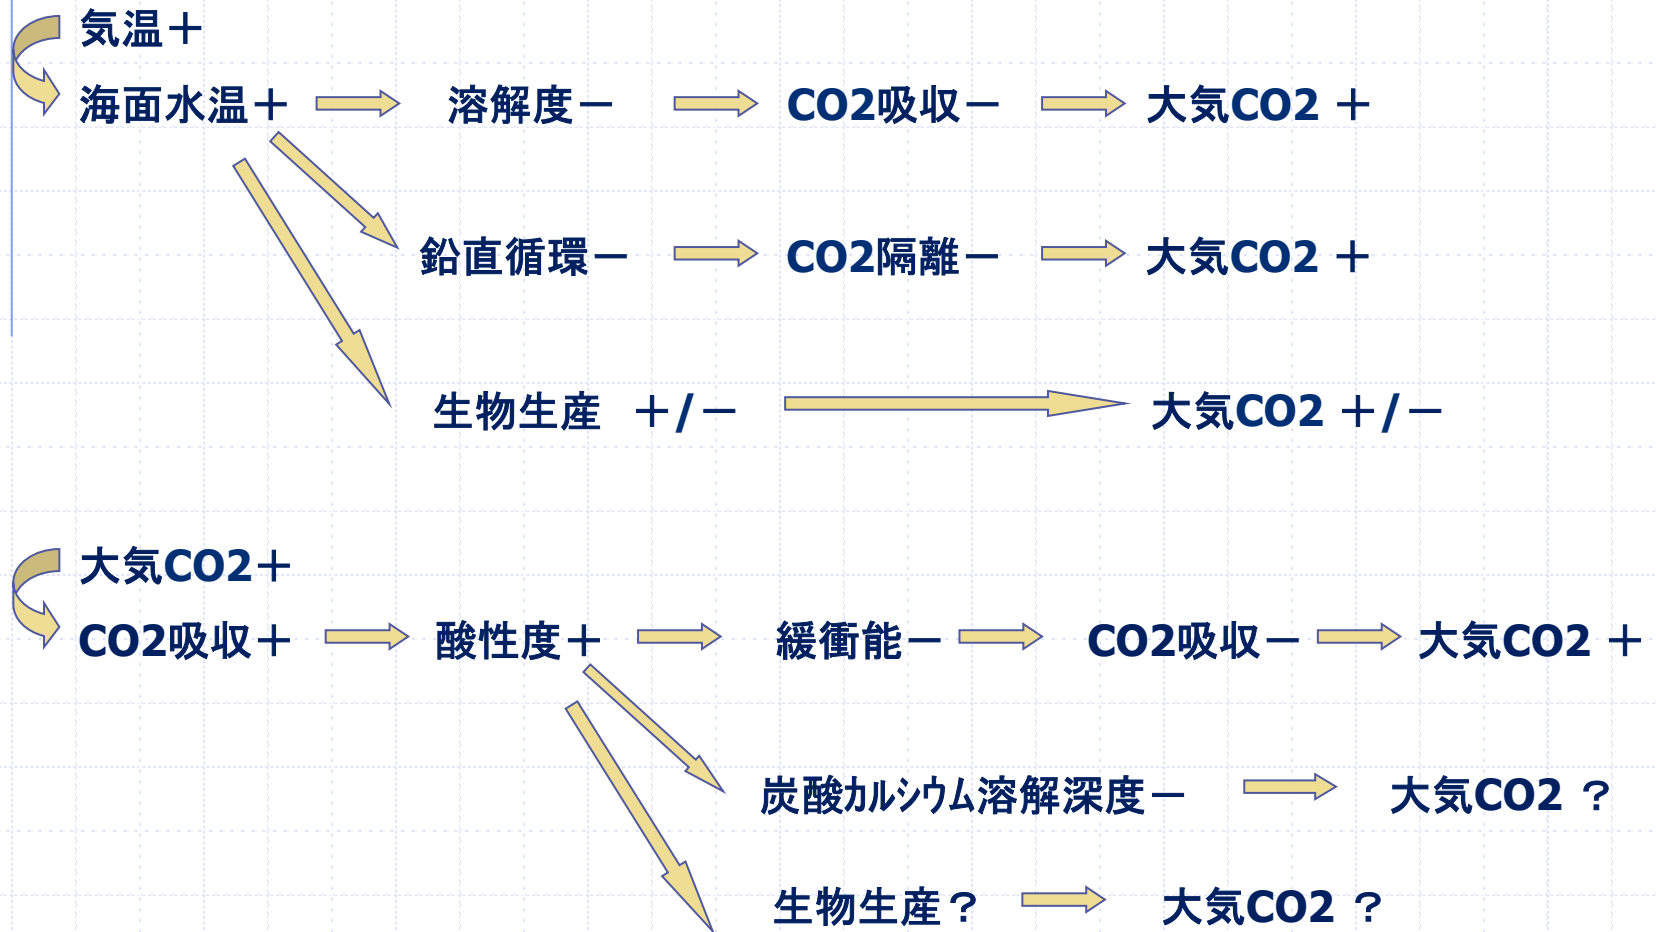 気温＋
海面水温＋ 溶解度－ CO2吸収－ 大気CO2 ＋
鉛直循環－ CO2隔離－ 大気CO2 ＋
生物生産 ＋/－ 大気CO2 ＋/－
大気CO2＋
CO2吸収＋ 酸性度＋ 緩衝能－ CO2吸収－ 大気CO2 ＋
炭酸ｶﾙｼｳﾑ溶解深度－ 大気CO2 ？
生物生産？ 大気CO2 ？